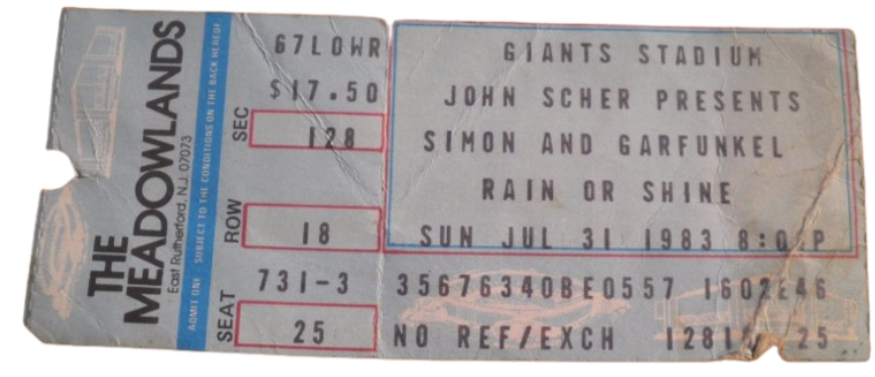 THE
MEADOWLANDS
East Rutherford, N.J. 07073
ADMIT ONE SUBJECT TO THE CONDITIONS ON THE BACK HEREOF
67LOWR
$17.50
SEC
128
ROW
18
731-3
SEAT
25
GIANTS STADIUM
JOHN SCHER PRESENTS
SIMON AND GARFUNKEL
RAIN OR SHINE
SUN JUL 31 1983
35676340BE0557 1602E46
NO REF/EXCH 25